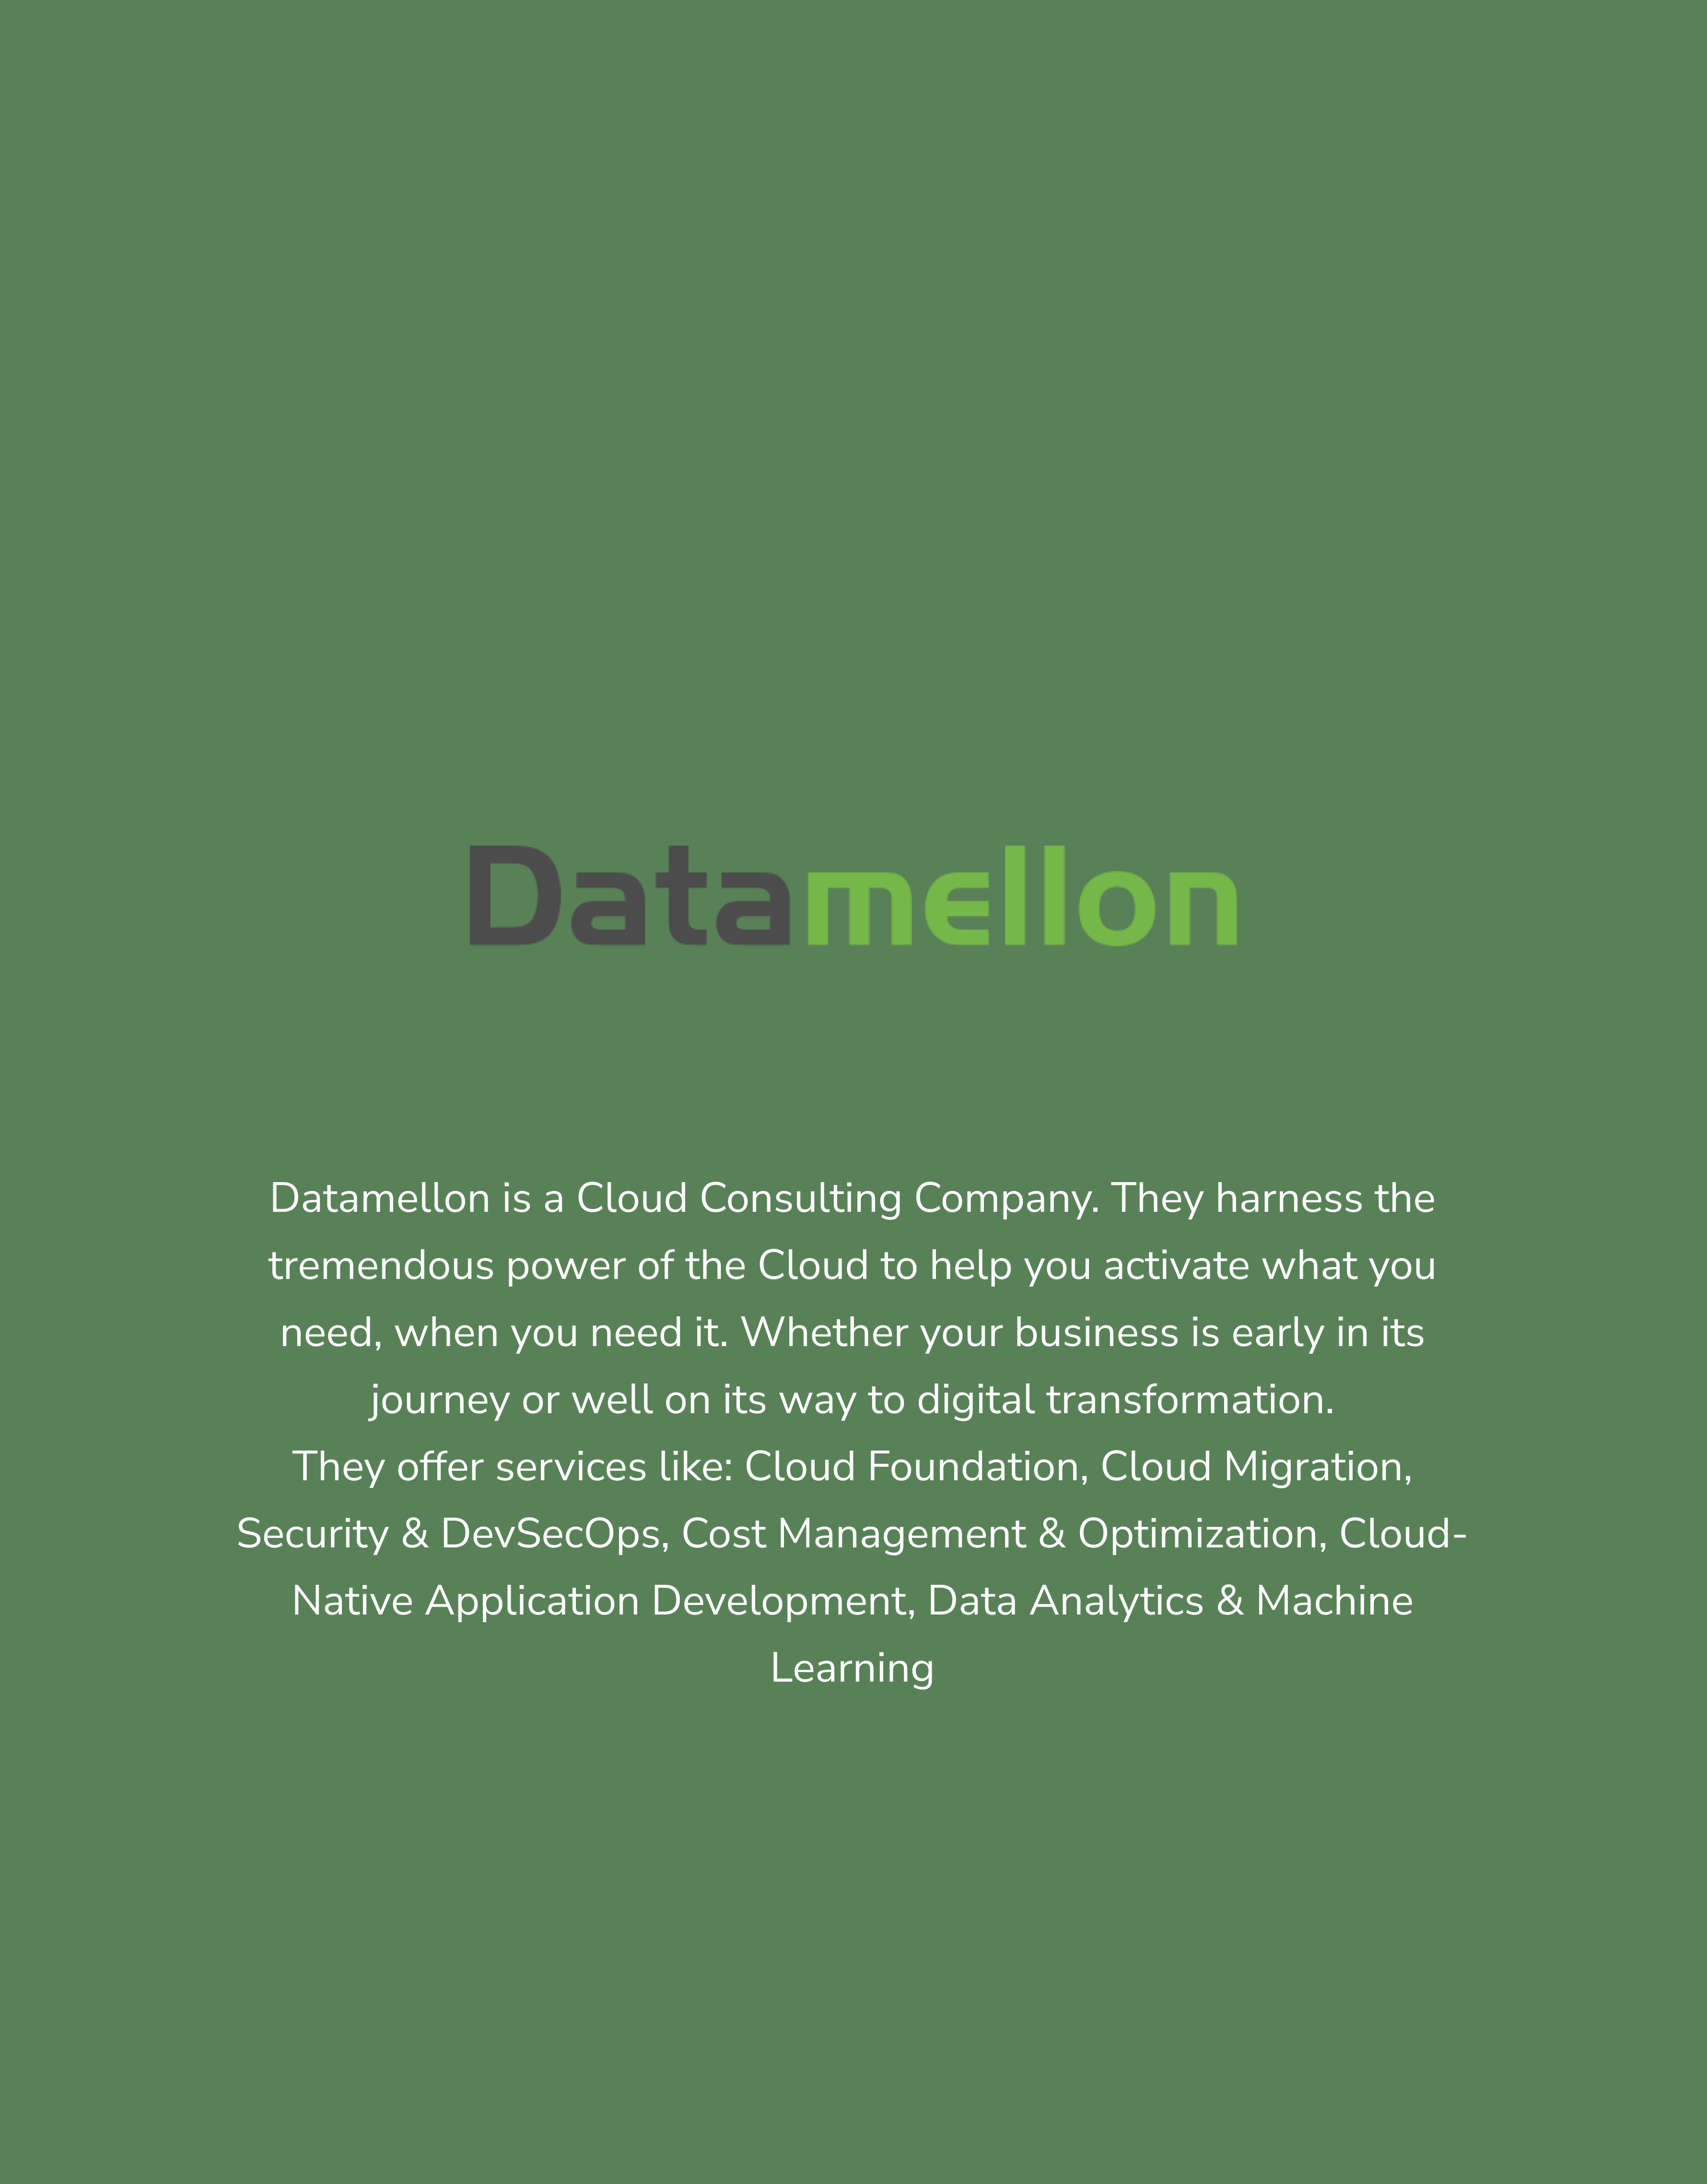 Datamellon
Datamellon is a Cloud Consulting Company. They harness the
tremendous power of the Cloud to help you activate what you
need, when you need it. Whether your business is early in its
journey or well on its way to digital transformation.
They offer services like: Cloud Foundation, Cloud Migration,
Security & DevSecOps, Cost Management & Optimization, Cloud-
Native Application Development, Data Analytics & Machine
Learning